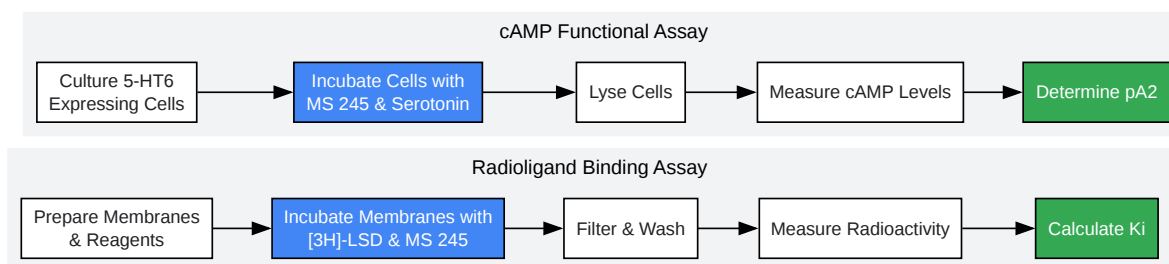 cAMP Functional Assay
Culture 5-HT6
Expressing Cells
Incubate Cells with
MS 245 & Serotonin
Lyse Cells
Measure cAMP Levels
Determine pA2
Radioligand Binding Assay
Prepare Membranes
& Reagents
Incubate Membranes with
[3H]-LSD & MS 245
Filter & Wash
Measure Radioactivity
Calculate Ki